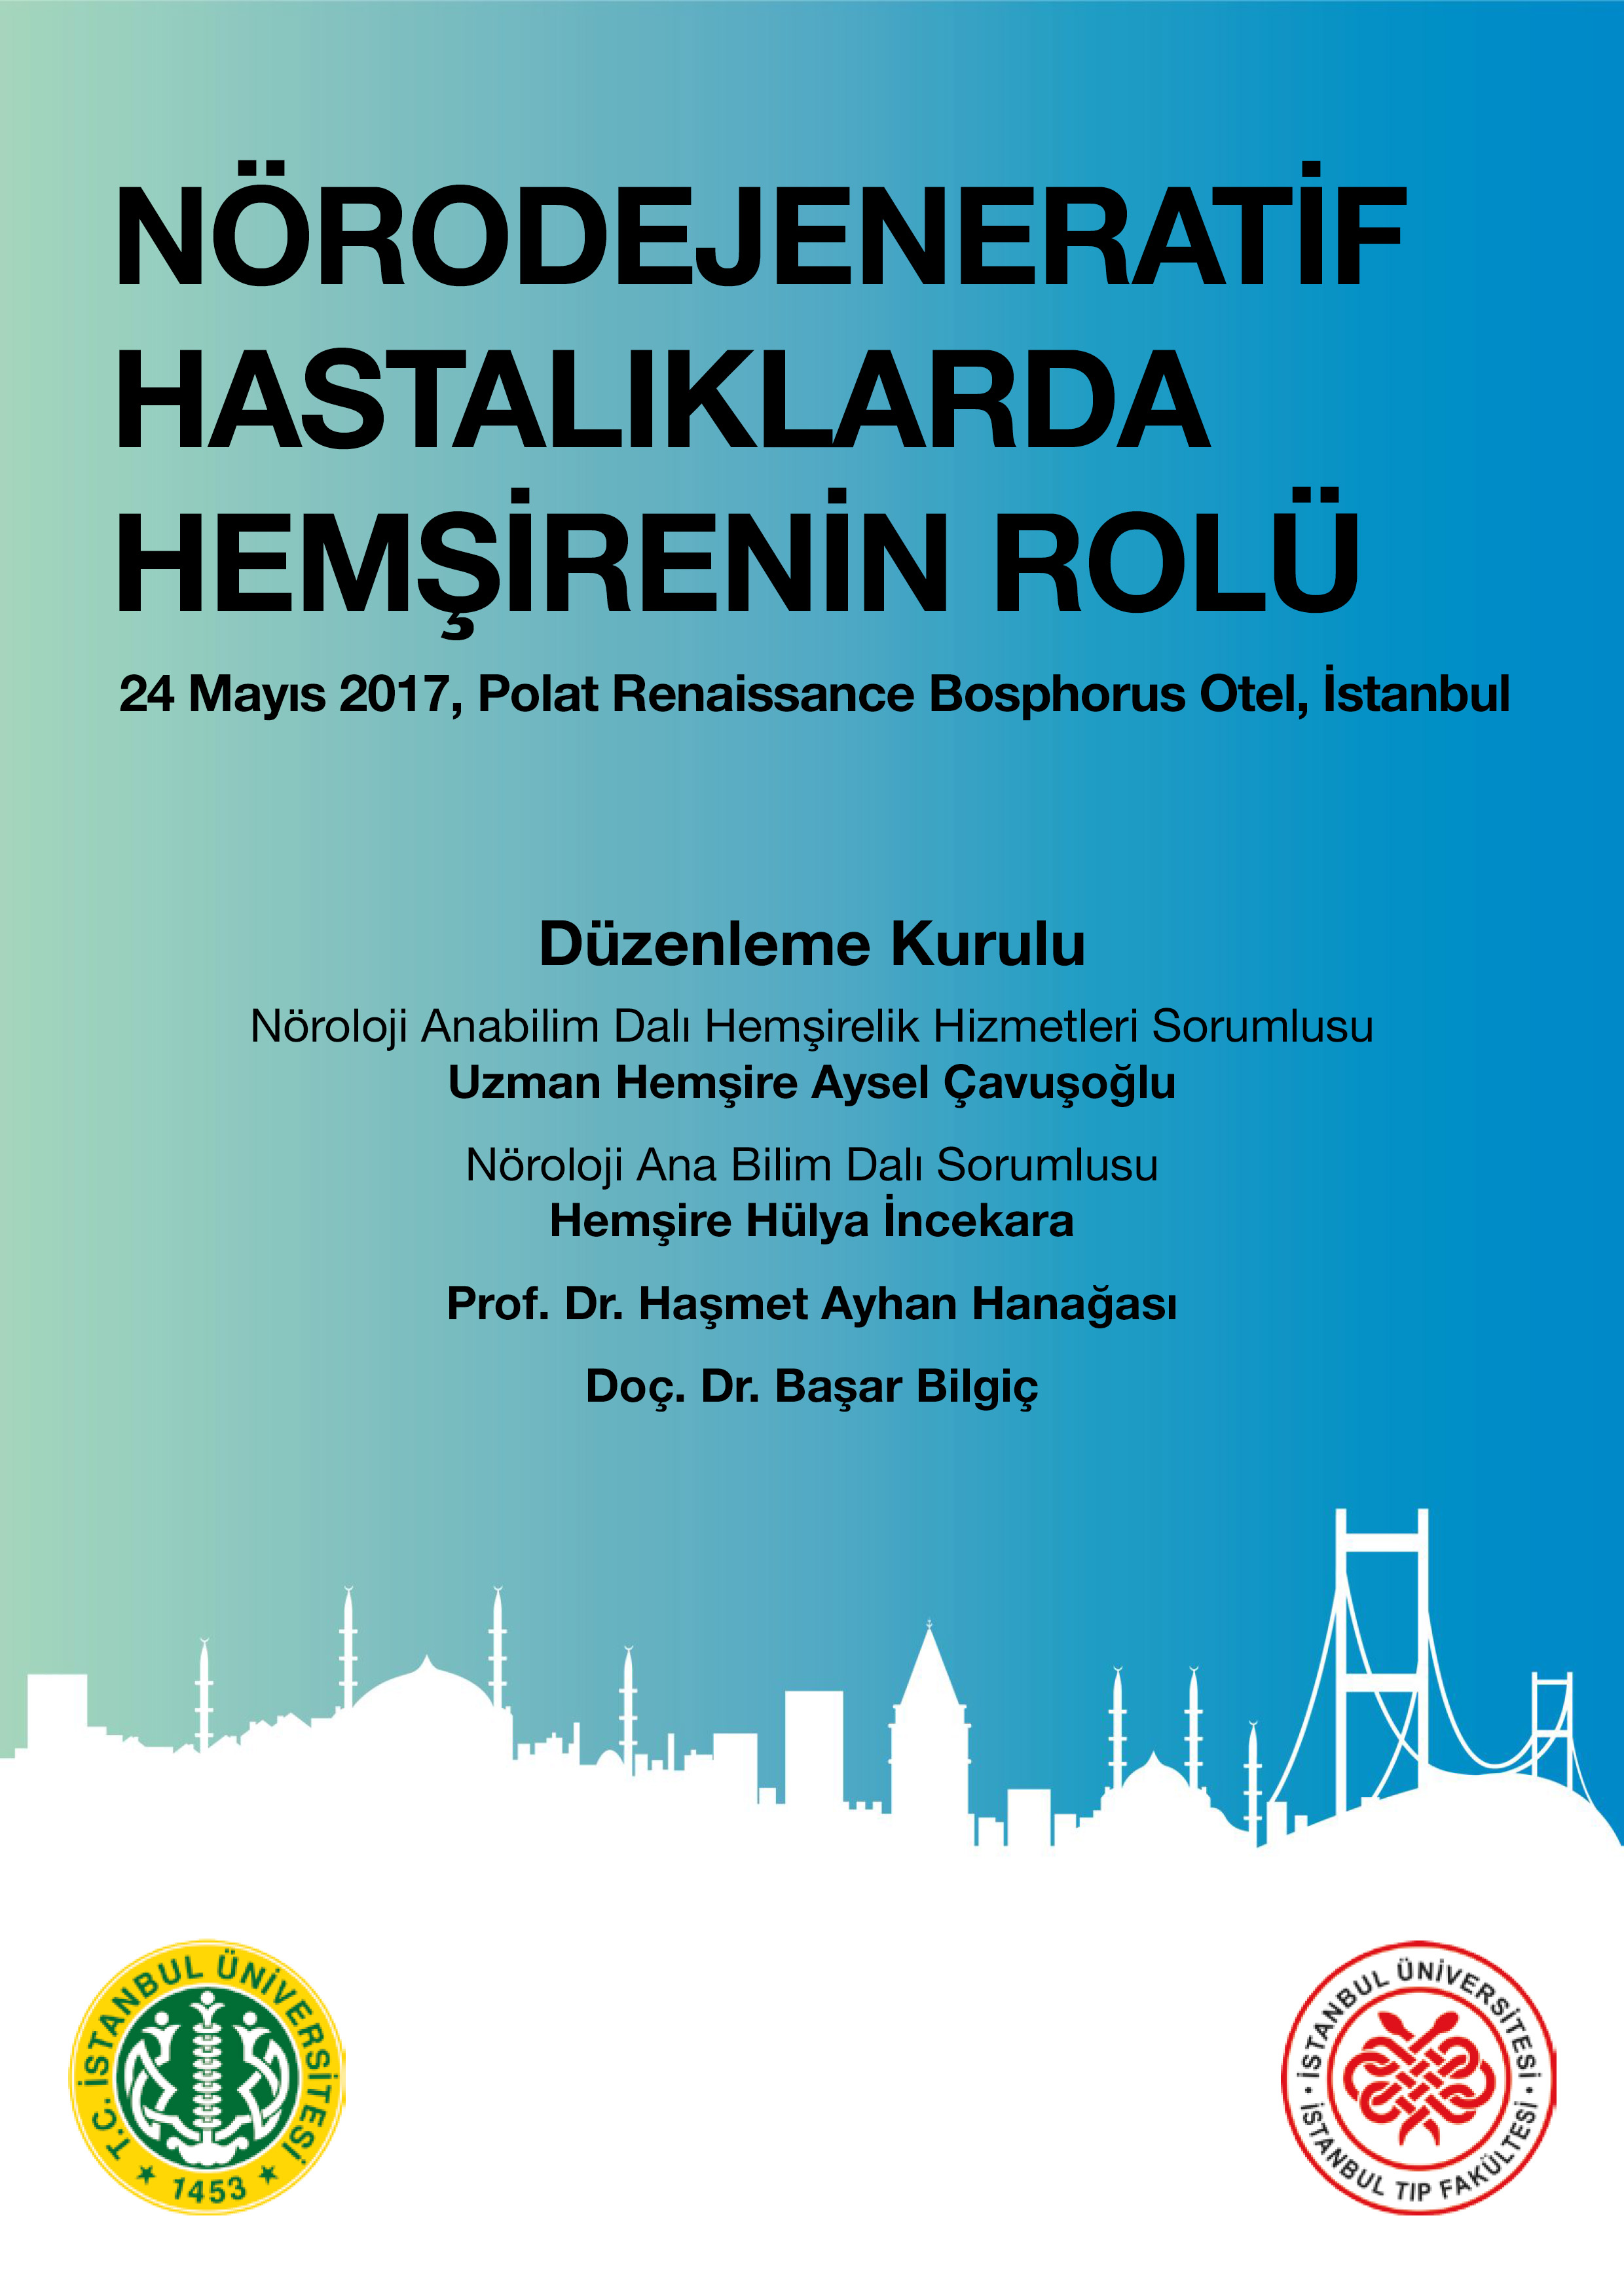 NÖRODEJENERATİF
HASTALIKLARDA
HEMŞİRENİN ROLÜ
24 Mayıs 2017, Polat Renaissance Bosphorus Otel, İstanbul
Düzenleme Kurulu
Nöroloji Anabilim Dalı Hemşirelik Hizmetleri Sorumlusu
Uzman Hemşire Aysel Çavuşoğlu
Nöroloji Ana Bilim Dalı Sorumlusu
Hemşire Hülya İncekara
Prof. Dr. Haşmet Ayhan Hanağası
Doç. Dr. Başar Bilgiç
T.C. İSTANBUL ÜNİVERSİTESİ
1453
İSTANBUL ÜNİVERSİTESİ
İSTANBUL TIP FAKÜLTESİ